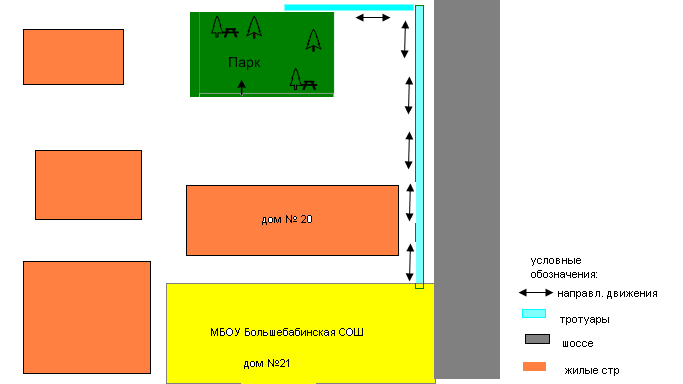 Парк
дом № 20
МБОУ Большебабинская СОШ
дом №21
условные
обозначения:
направл. движения
тротуары
шоссе
жилые стр